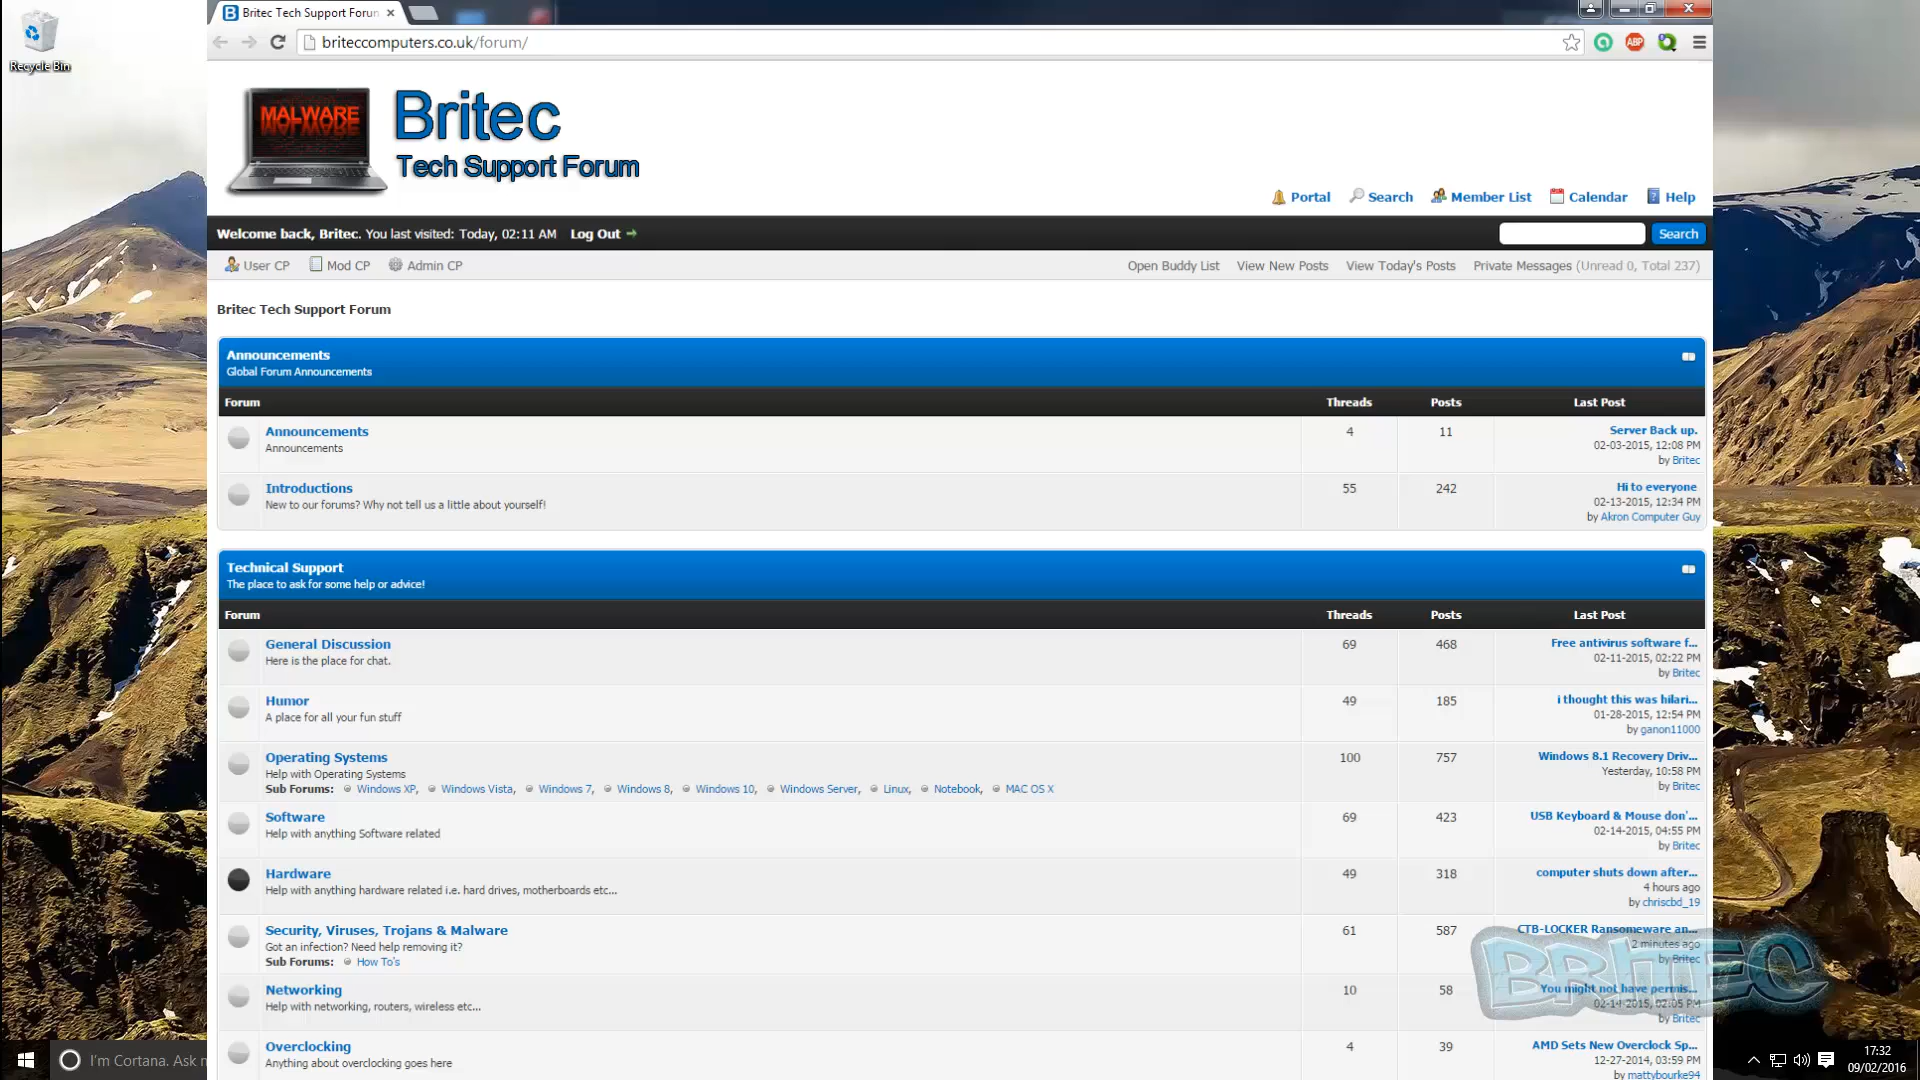 Britec Tech Support Forun
Recycle Bin
briteccomputers.co.uk/forum/
ABP
MALWARE
Britec
Tech Support Forum
Portal Search Member List Calendar Help
Welcome back, Britec. You last visited: Today, 02:11 AM Log Out
Search
User CP Mod CP Admin CP
Open Buddy List View New Posts View Today's Posts Private Messages (Unread 0, Total 237)
Britec Tech Support Forum
Announcements
Global Forum Announcements
Forum Threads Posts Last Post
Announcements 4 11 Server Back up.
Announcements 02-03-2015, 12:08 PM
by Britec
Introductions 55 242 Hi to everyone
New to our forums? Why not tell us a little about yourself! 02-13-2015, 12:34 PM
by Akron Computer Guy
Technical Support
The place to ask for some help or advice!
Forum Threads Posts Last Post
General Discussion 69 468 Free antivirus software f...
Here is the place for chat. 02-11-2015, 02:22 PM
by Britec
Humor 49 185 i thought this was hilari...
A place for all your fun stuff 01-28-2015, 12:54 PM
by ganon11000
Operating Systems 100 757 Windows 8.1 Recovery Driv...
Help with Operating Systems Yesterday, 10:58 PM
Sub Forums: Windows XP, Windows Vista, Windows 7, Windows 8, Windows 10, Windows Server, Linux, Notebook, MAC OS X by Britec
Software 69 423 USB Keyboard & Mouse don'...
Help with anything Software related 02-14-2015, 04:55 PM
by Britec
Hardware 49 318 computer shuts down after...
Help with anything hardware related i.e. hard drives, motherboards etc... 4 hours ago
by chriscbd_19
Security, Viruses, Trojans & Malware 61 587 CTB-LOCKER Ransomeware an...
Got an infection? Need help removing it? 2 minutes ago
Sub Forums: How To's by Britec
BRITEC
Networking 10 58 You might not have permis...
Help with networking, routers, wireless etc... 02-14-2015, 02:05 PM
by Britec
Overclocking 4 39 AMD Sets New Overclock Sp...
Anything about overclocking goes here 12-27-2014, 03:59 PM
by mattybourke94
I'm Cortana. Ask
17:32
09/02/2016